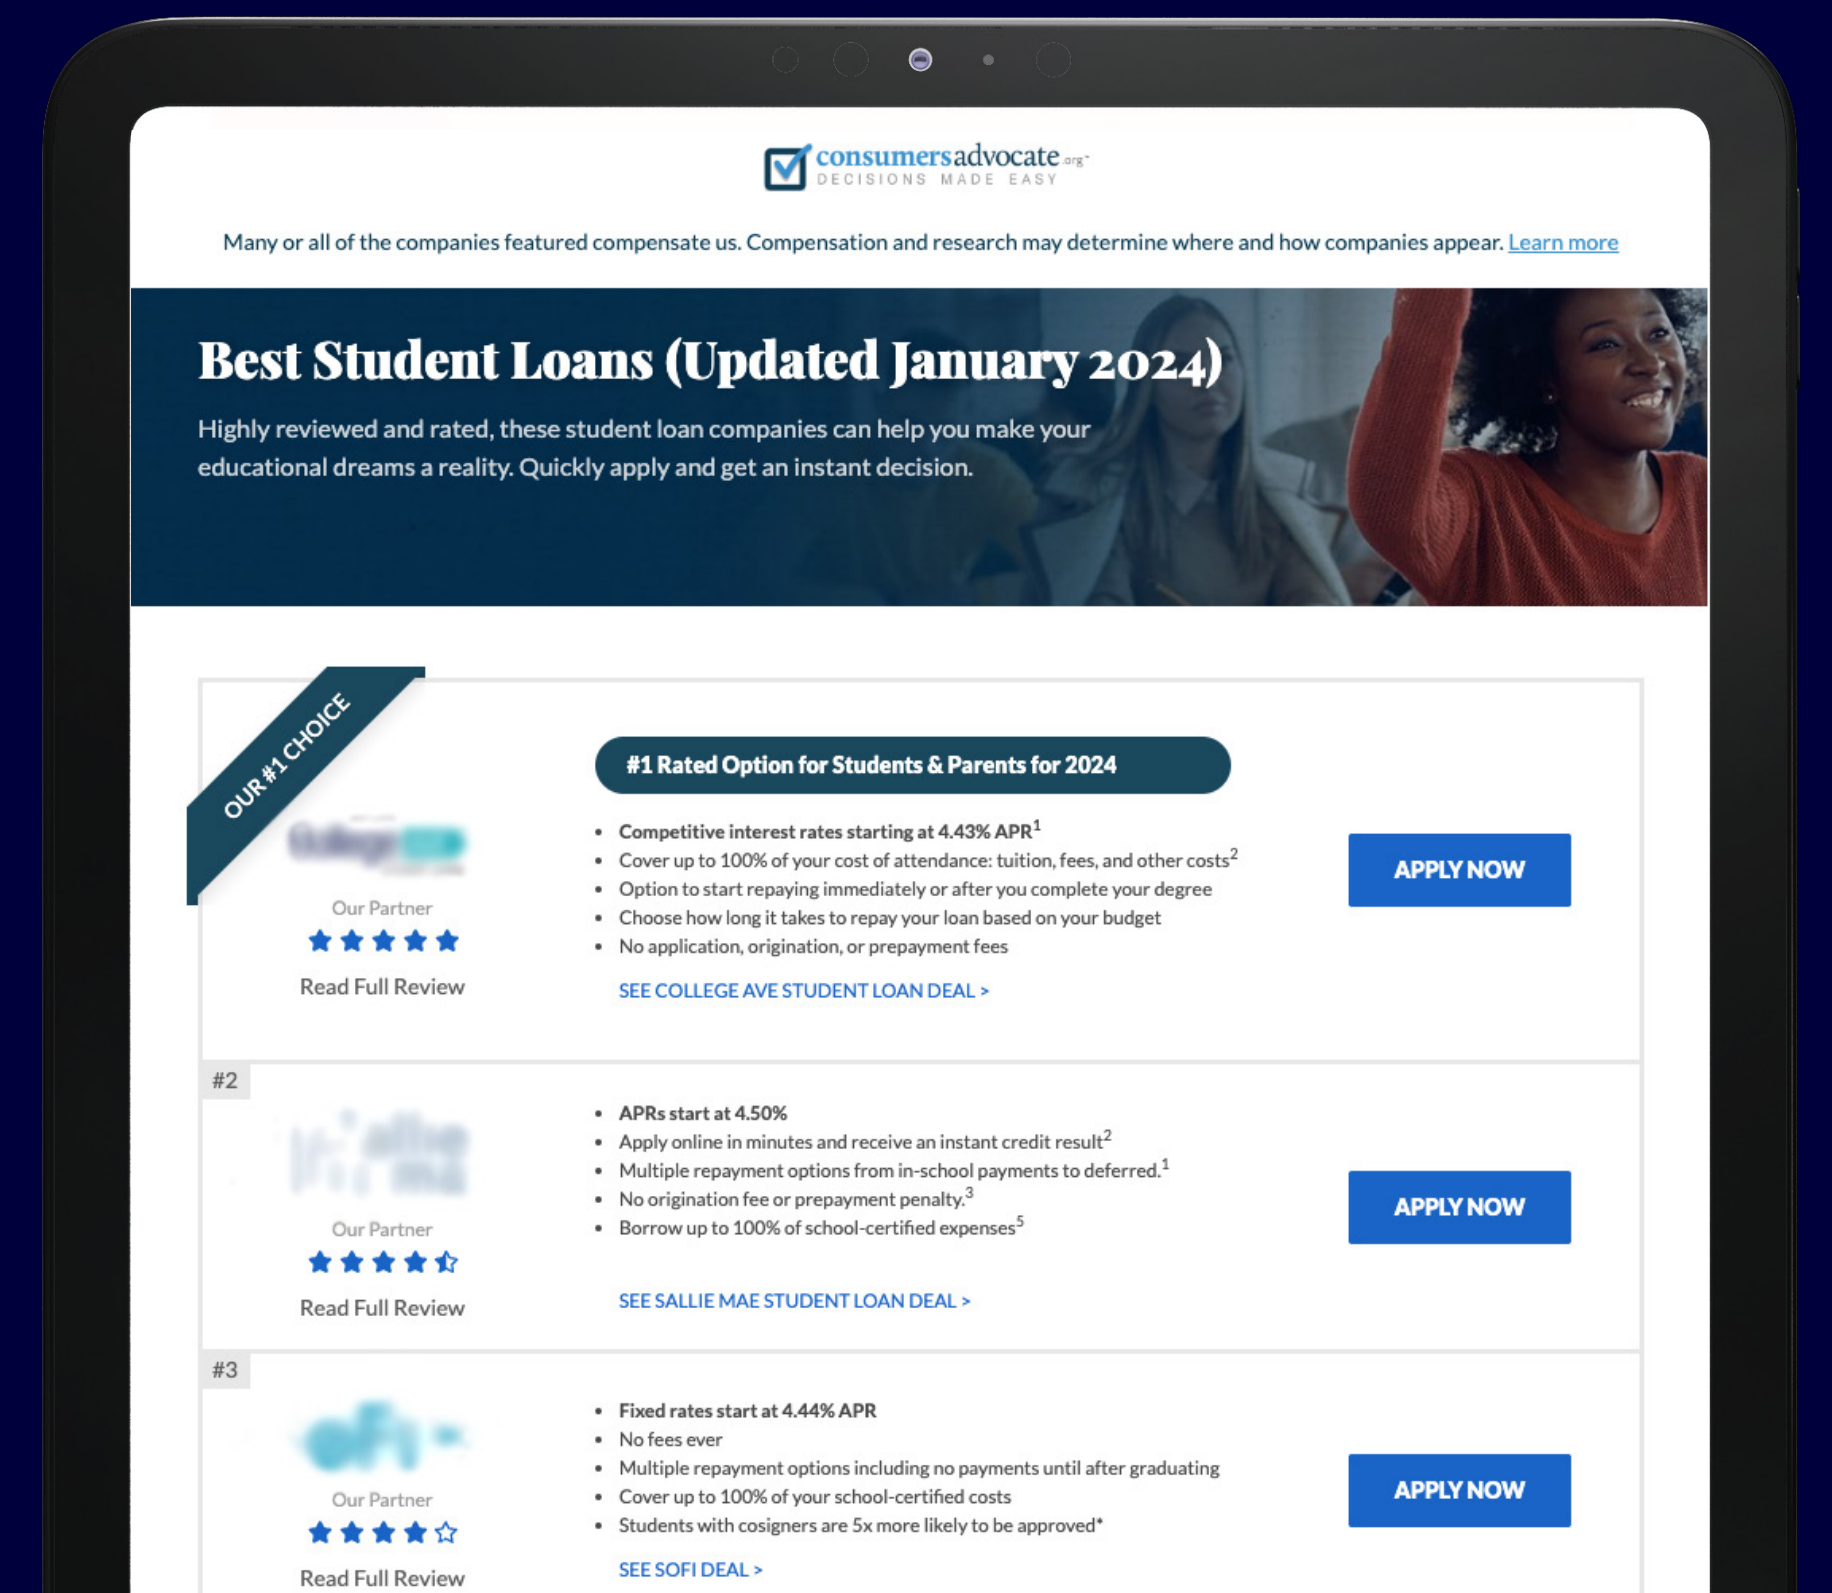 consumersadvocate.org™
DECISIONS MADE EASY
Many or all of the companies featured compensate us. Compensation and research may determine where and how companies appear. Learn more
Best Student Loans (Updated January 2024)
Highly reviewed and rated, these student loan companies can help you make your
educational dreams a reality. Quickly apply and get an instant decision.
OUR #1 CHOICE
#1 Rated Option for Students & Parents for 2024
• Competitive interest rates starting at 4.43% APR¹
• Cover up to 100% of your cost of attendance: tuition, fees, and other costs²
• Option to start repaying immediately or after you complete your degree
• Choose how long it takes to repay your loan based on your budget
• No application, origination, or prepayment fees
SEE COLLEGE AVE STUDENT LOAN DEAL >
Our Partner
Read Full Review
APPLY NOW
#2
• APRs start at 4.50%
• Apply online in minutes and receive an instant credit result²
• Multiple repayment options from in-school payments to deferred.¹
• No origination fee or prepayment penalty.³
• Borrow up to 100% of school-certified expenses⁵
SEE SALLIE MAE STUDENT LOAN DEAL >
Our Partner
Read Full Review
APPLY NOW
#3
• Fixed rates start at 4.44% APR
• No fees ever
• Multiple repayment options including no payments until after graduating
• Cover up to 100% of your school-certified costs
• Students with cosigners are 5x more likely to be approved*
SEE SOFI DEAL >
Our Partner
Read Full Review
APPLY NOW